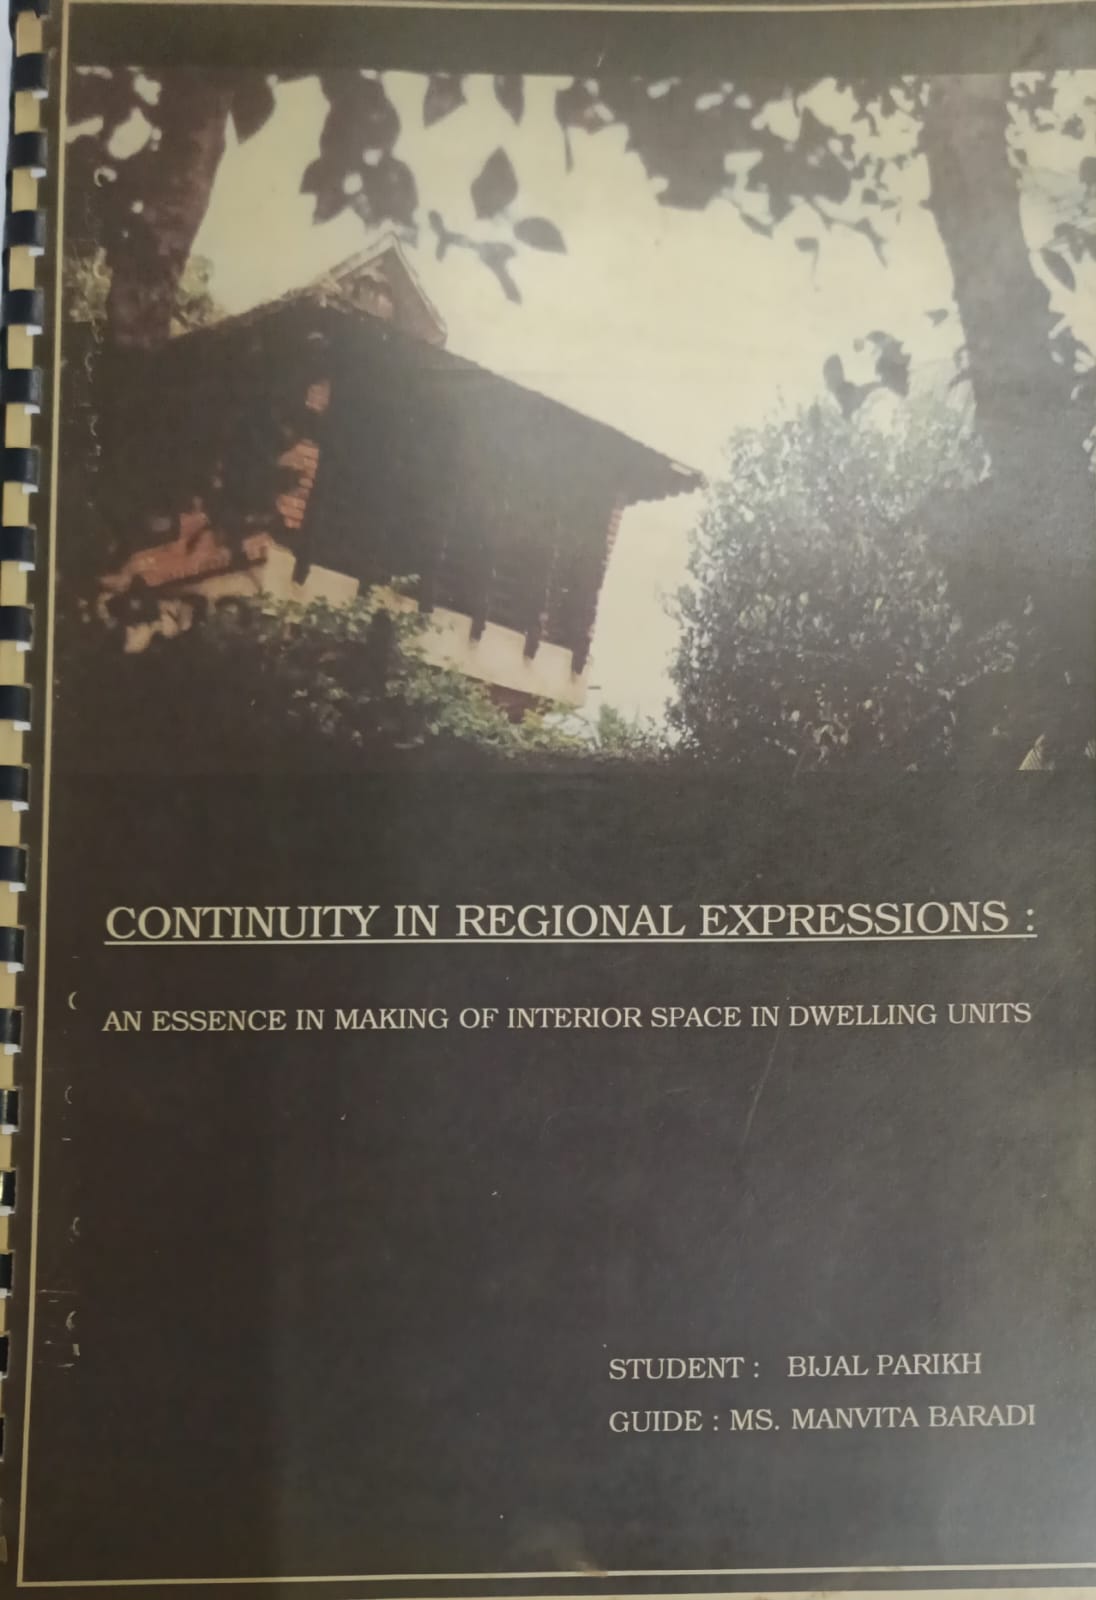 CONTINUITY IN REGIONAL EXPRESSIONS :
AN ESSENCE IN MAKING OF INTERIOR SPACE IN DWELLING UNITS
STUDENT : BIJAL PARIKH
GUIDE : MS. MANVITA BARADI